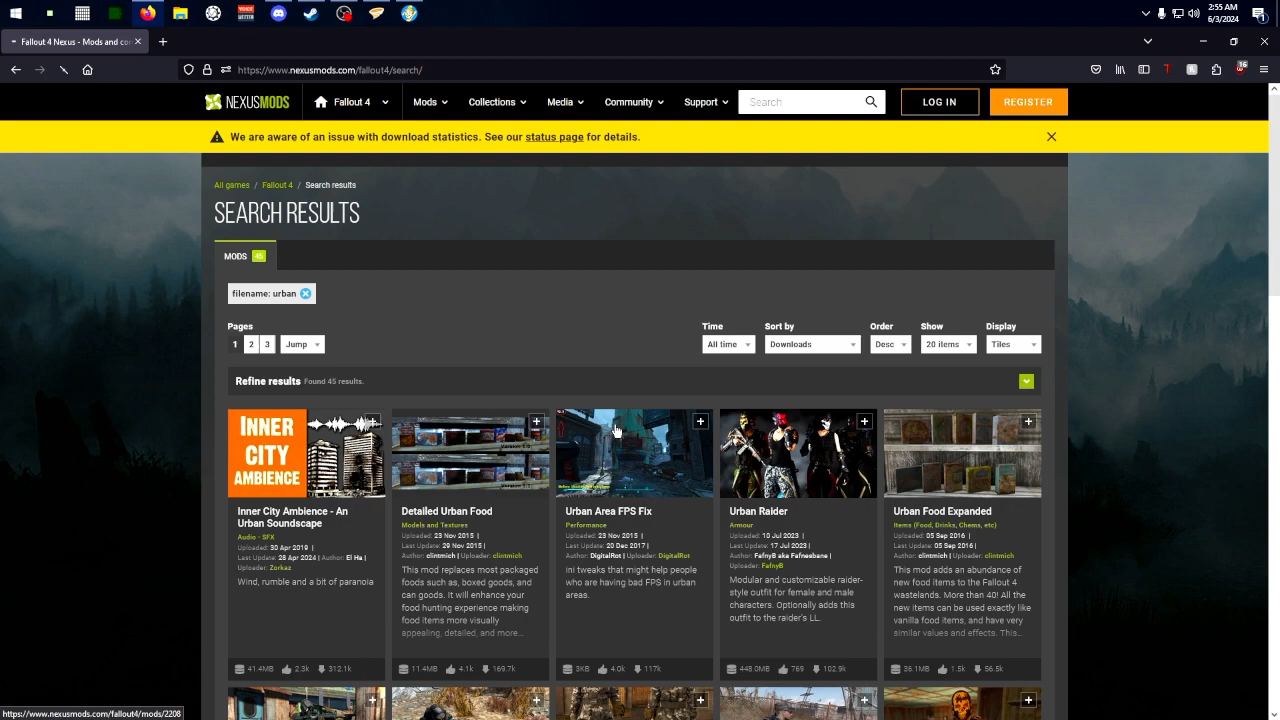 2:55 AM
6/3/2024
Fallout 4 Nexus - Mods and co
https://www.nexusmods.com/fallout4/search/
16
NEXUSMODS
Fallout 4
Mods
Collections
Media
Community
Support
Search
LOG IN
REGISTER
We are aware of an issue with download statistics. See our status page for details.
All games / Fallout 4 / Search results
SEARCH RESULTS
MODS 45
filename: urban
Pages
1 2 3 Jump
Time
All time
Sort by
Downloads
Order
Desc
Show
20 items
Display
Tiles
Refine results Found 45 results.
INNER
CITY
AMBIENCE
Inner City Ambience - An
Urban Soundscape
Audio - SFX
Uploaded: 30 Apr 2019 |
Last Update: 28 Apr 2024 | Author: El Ha |
Uploader: Zorkaz
Wind, rumble and a bit of paranoia
41.4MB 2.3k 312.1k
Detailed Urban Food
Models and Textures
Uploaded: 23 Nov 2015 |
Last Update: 29 Nov 2015 |
Author: clintmich | Uploader: clintmich
This mod replaces most packaged
foods such as, boxed goods, and
can goods. It will enhance your
food hunting experience making
food items more visually
appealing, detailed, and more...
11.4MB 4.1k 169.7k
Urban Area FPS Fix
Performance
Uploaded: 23 Nov 2015 |
Last Update: 20 Dec 2017 |
Author: DigitalRot | Uploader: DigitalRot
ini tweaks that might help people
who are having bad FPS in urban
areas.
3KB 4.0k 117k
Urban Raider
Armour
Uploaded: 10 Jul 2023 |
Last Update: 17 Jul 2023 |
Author: FafnyB aka Fafnesbane |
Uploader: FafnyB
Modular and customizable raider-
style outfit for female and male
characters. Optionally adds this
outfit to the raider's LL.
448.0MB 769 102.9k
Urban Food Expanded
Items (Food, Drinks, Chems, etc)
Uploaded: 05 Sep 2016 |
Last Update: 05 Sep 2016 |
Author: clintmich | Uploader: clintmich
This mod adds an abundance of
new food items to the Fallout 4
wastelands. More than 40! All the
new items can be used exactly like
vanilla food items, and have very
similar values and effects. This...
36.1MB 1.5k 56.5k
https://www.nexusmods.com/fallout4/mods/2208